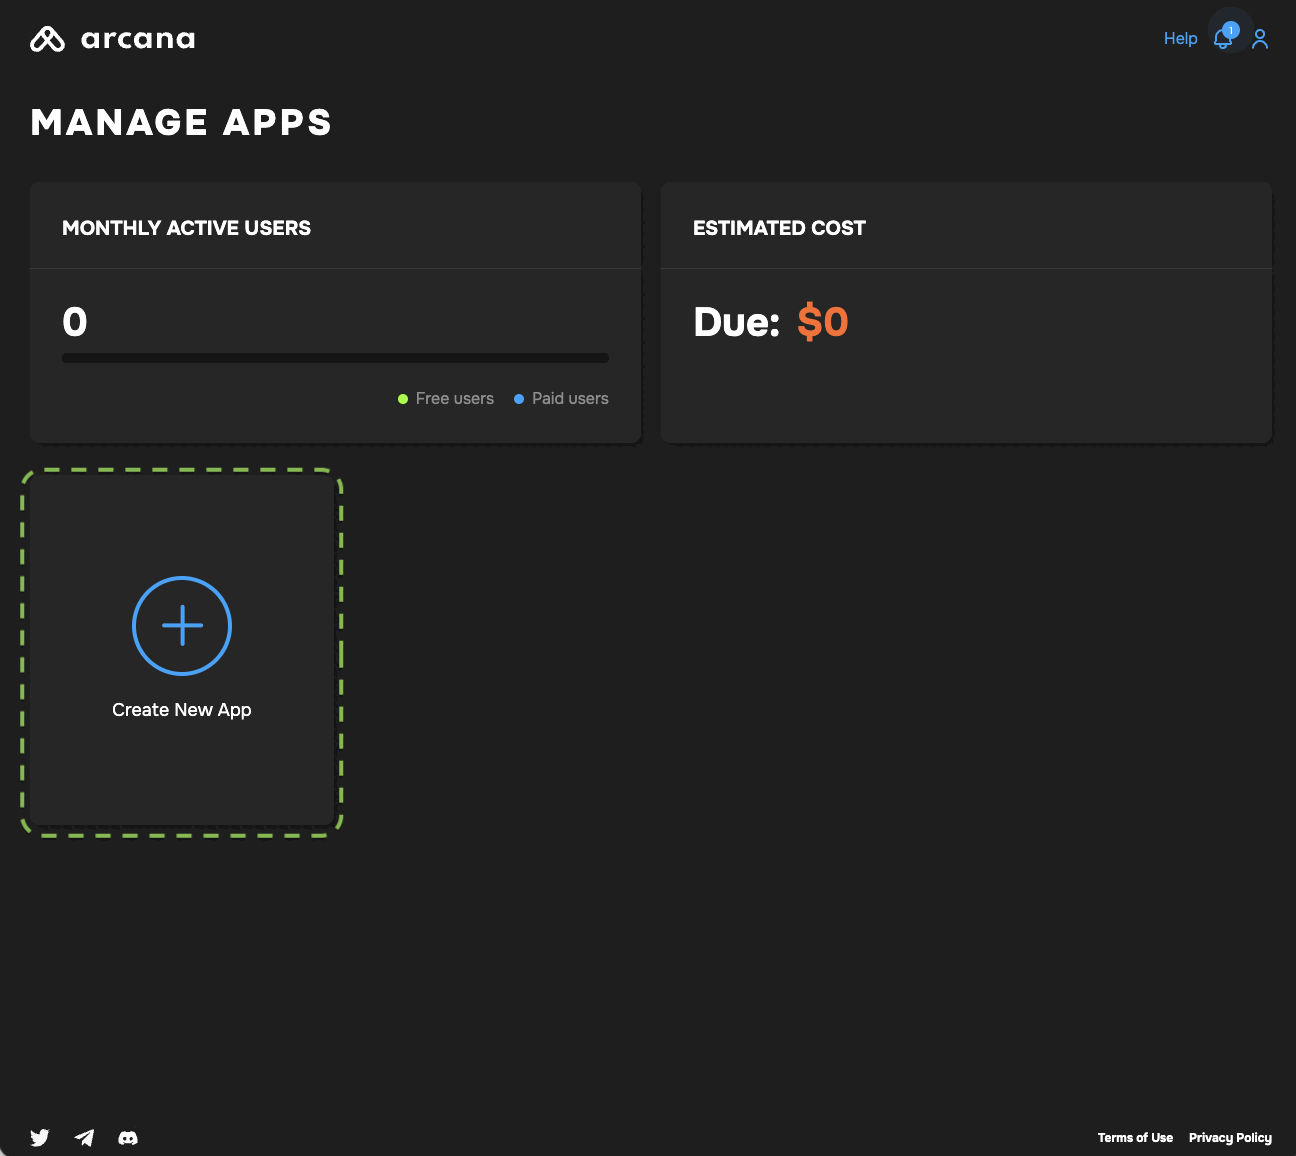 arcana
Help
1
MANAGE APPS
MONTHLY ACTIVE USERS
0
Free users
Paid users
ESTIMATED COST
Due: $0
Create New App
Terms of Use
Privacy Policy